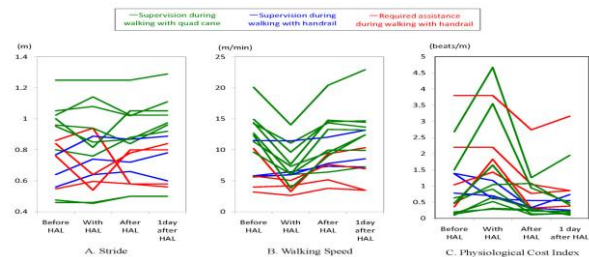 Supervision during
walking with quad cane
Supervision during
walking with handrail
Required assistance
during walking with handrail
(m)
1.4
1.2
1
0.8
0.6
0.4
Before
HAL
With
HAL
After
HAL
1day
after
HAL
A. Stride
(m/min)
25
20
15
10
5
0
Before
HAL
With
HAL
After
HAL
1day
after
HAL
B. Walking Speed
(beats/m)
5
4.5
4
3.5
3
2.5
2
1.5
1
0.5
0
Before
HAL
With
HAL
After
HAL
1 day
after HAL
C. Physiological Cost Index